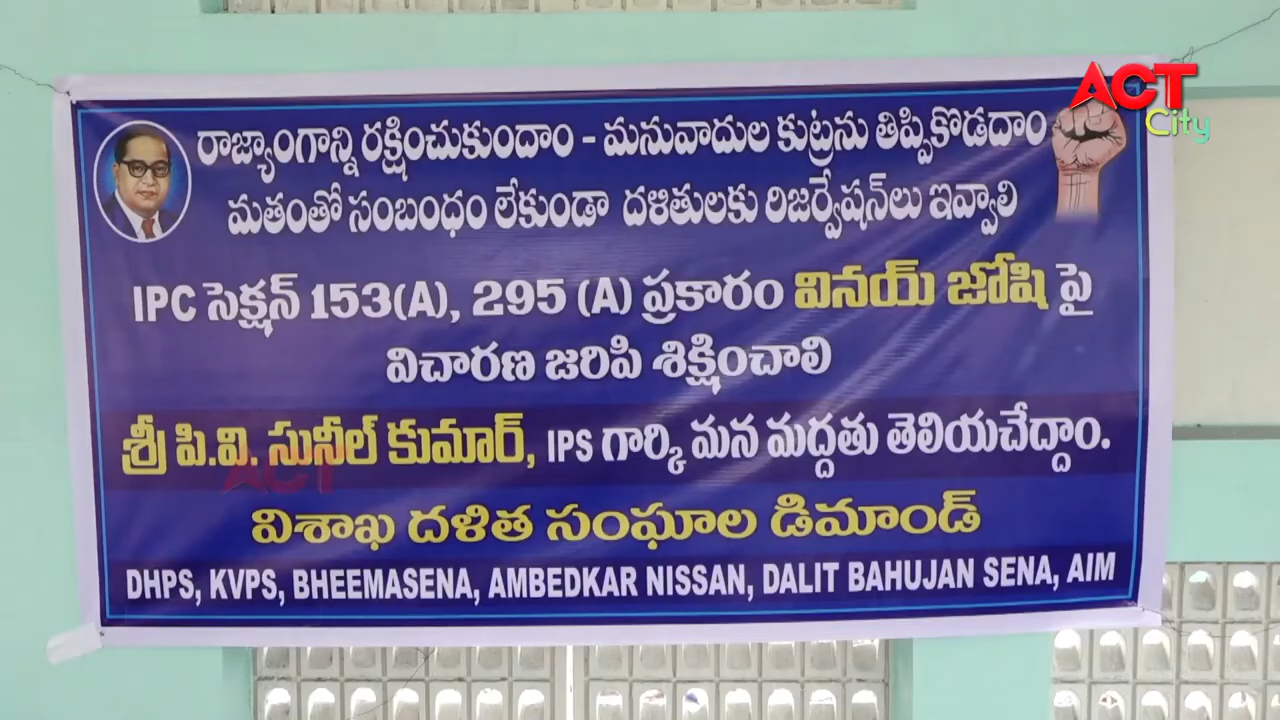 ACT
City
రాజ్యాంగాన్ని రక్షించుకుందాం - మనువాదుల కుట్రను తిప్పికొడదాం
మతంతో సంబంధం లేకుండా దళితులకు రిజర్వేషన్‌లు ఇవ్వాలి
IPC సెక్షన్ 153(A), 295 (A) ప్రకారం వినయ్ జోషి పై
విచారణ జరిపి శిక్షించాలి
శ్రీ పి.వి. సునీల్ కుమార్, IPS గార్కి మన మద్దతు తెలియచేద్దాం.
ACT
విశాఖ దళిత సంఘాల డిమాండ్
DHPS, KVPS, BHEEMASENA, AMBEDKAR NISSAN, DALIT BAHUJAN SENA, AIM